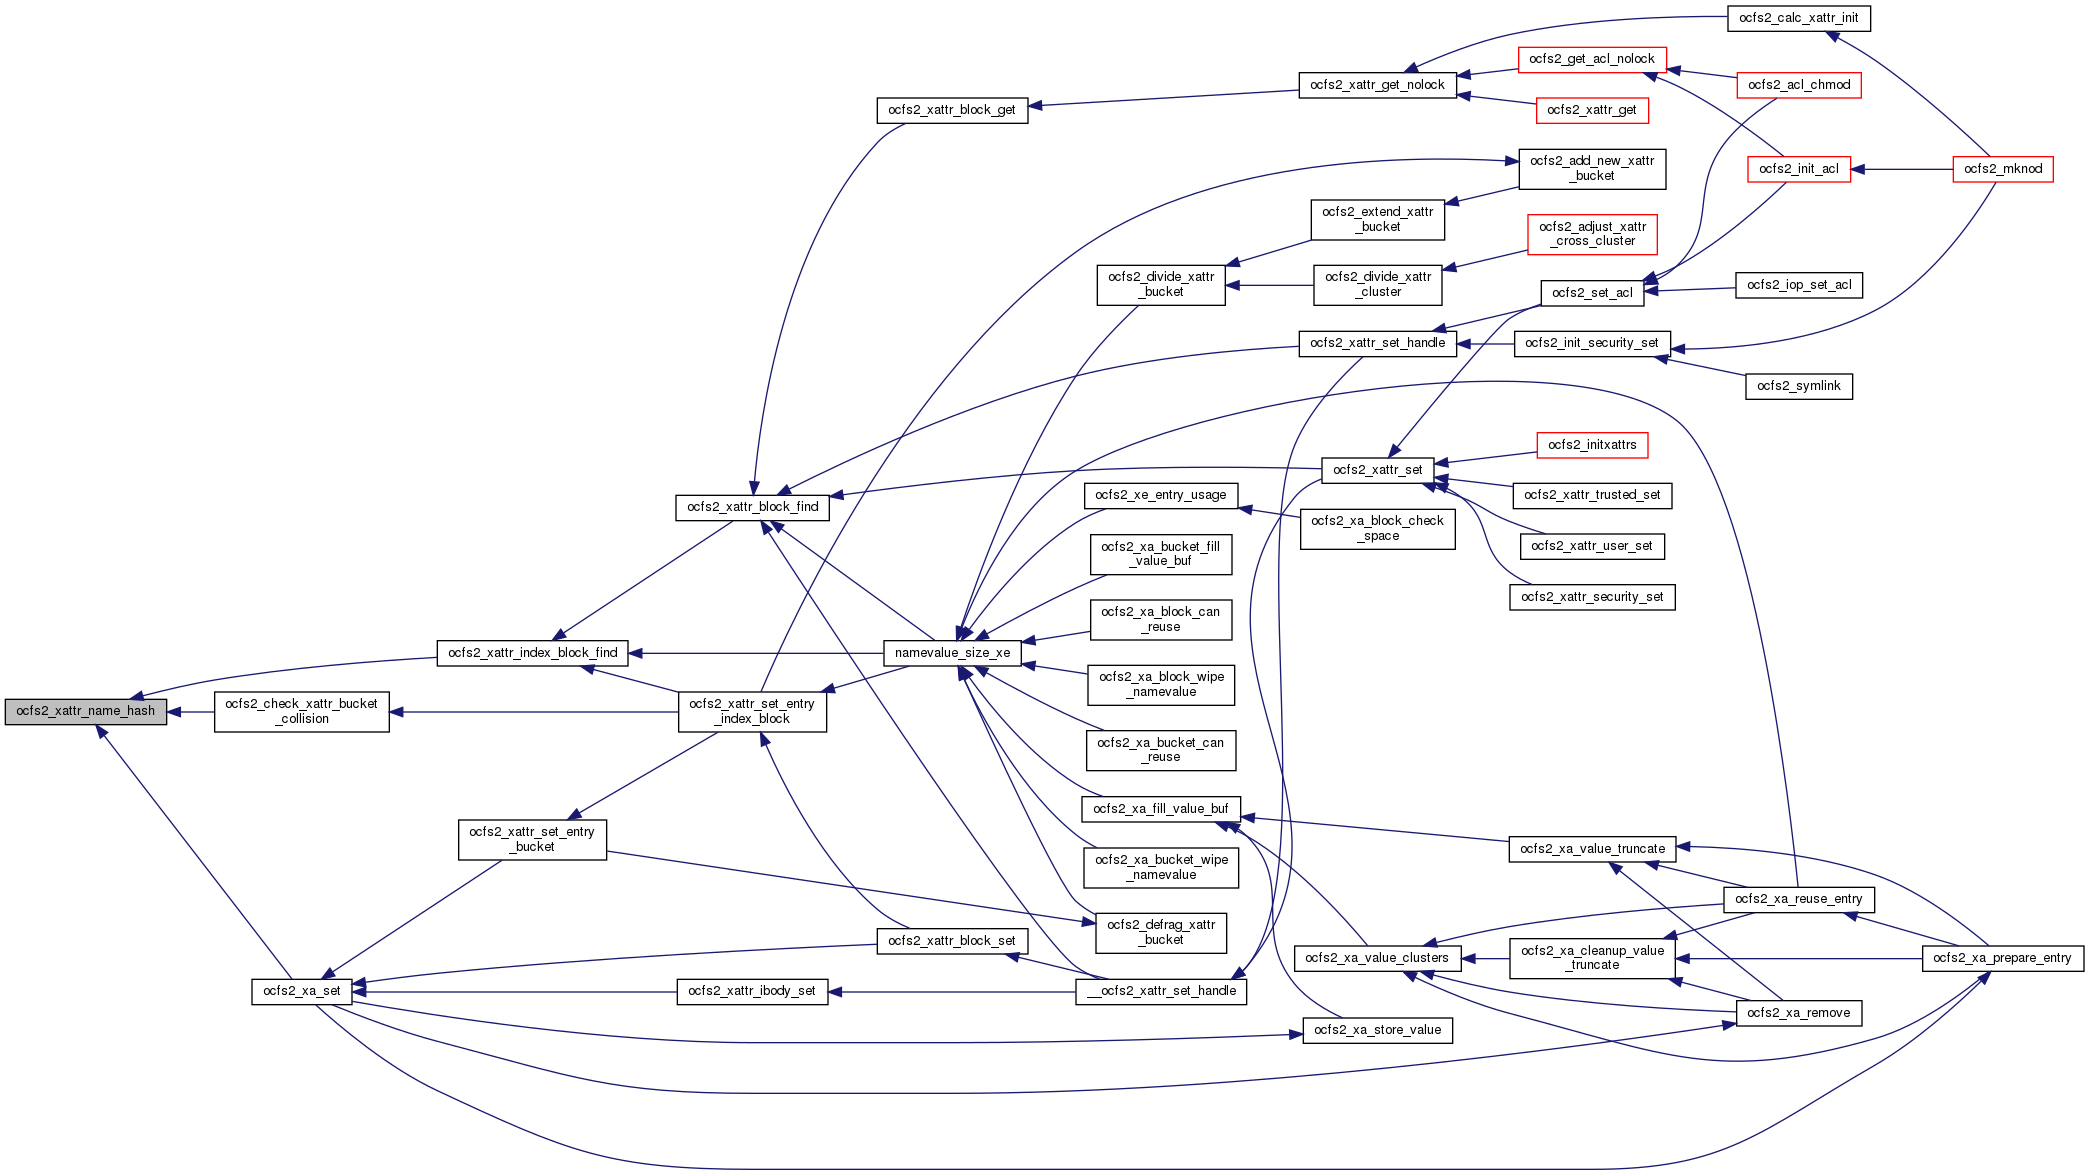 ocfs2_xattr_name_hash
ocfs2_xattr_index_block_find
ocfs2_check_xattr_bucket
_collision
ocfs2_xa_set
ocfs2_xattr_set_entry
_bucket
ocfs2_xattr_block_find
ocfs2_xattr_set_entry
_index_block
ocfs2_xattr_ibody_set
ocfs2_xattr_block_get
namevalue_size_xe
ocfs2_xattr_block_set
ocfs2_divide_xattr
_bucket
ocfs2_xe_entry_usage
ocfs2_xa_bucket_fill
_value_buf
ocfs2_xa_block_can
_reuse
ocfs2_xa_block_wipe
_namevalue
ocfs2_xa_bucket_can
_reuse
ocfs2_xa_fill_value_buf
ocfs2_xa_bucket_wipe
_namevalue
ocfs2_defrag_xattr
_bucket
__ocfs2_xattr_set_handle
ocfs2_xattr_get_nolock
ocfs2_extend_xattr
_bucket
ocfs2_divide_xattr
_cluster
ocfs2_xattr_set_handle
ocfs2_xattr_set
ocfs2_xa_block_check
_space
ocfs2_xa_value_clusters
ocfs2_xa_store_value
ocfs2_get_acl_nolock
ocfs2_xattr_get
ocfs2_add_new_xattr
_bucket
ocfs2_adjust_xattr
_cross_cluster
ocfs2_set_acl
ocfs2_init_security_set
ocfs2_initxattrs
ocfs2_xattr_trusted_set
ocfs2_xattr_user_set
ocfs2_xattr_security_set
ocfs2_xa_value_truncate
ocfs2_xa_cleanup_value
_truncate
ocfs2_calc_xattr_init
ocfs2_acl_chmod
ocfs2_init_acl
ocfs2_iop_set_acl
ocfs2_symlink
ocfs2_xa_reuse_entry
ocfs2_xa_remove
ocfs2_mknod
ocfs2_xa_prepare_entry